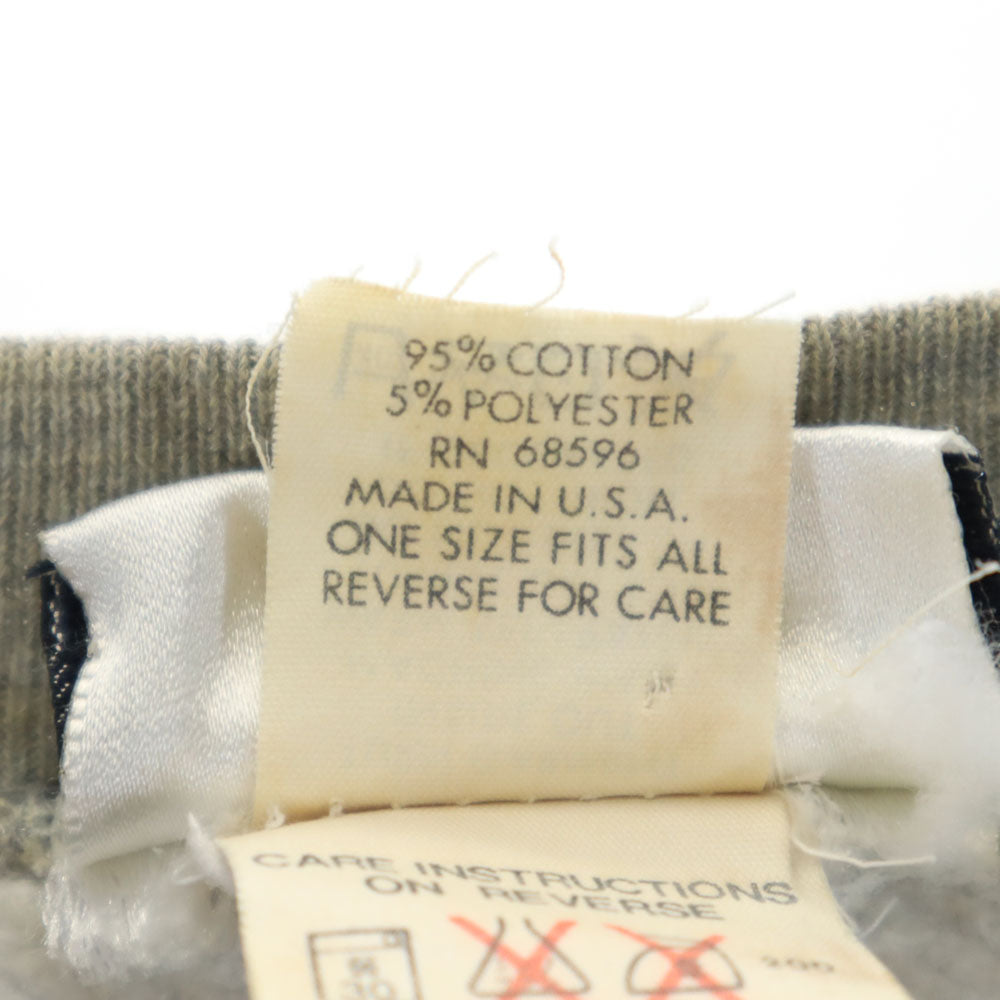 95% COTTON
5% POLYESTER
RN 68596
MADE IN U.S.A.
ONE SIZE FITS ALL
REVERSE FOR CARE
CARE INSTRUCTIONS
ON REVERSE